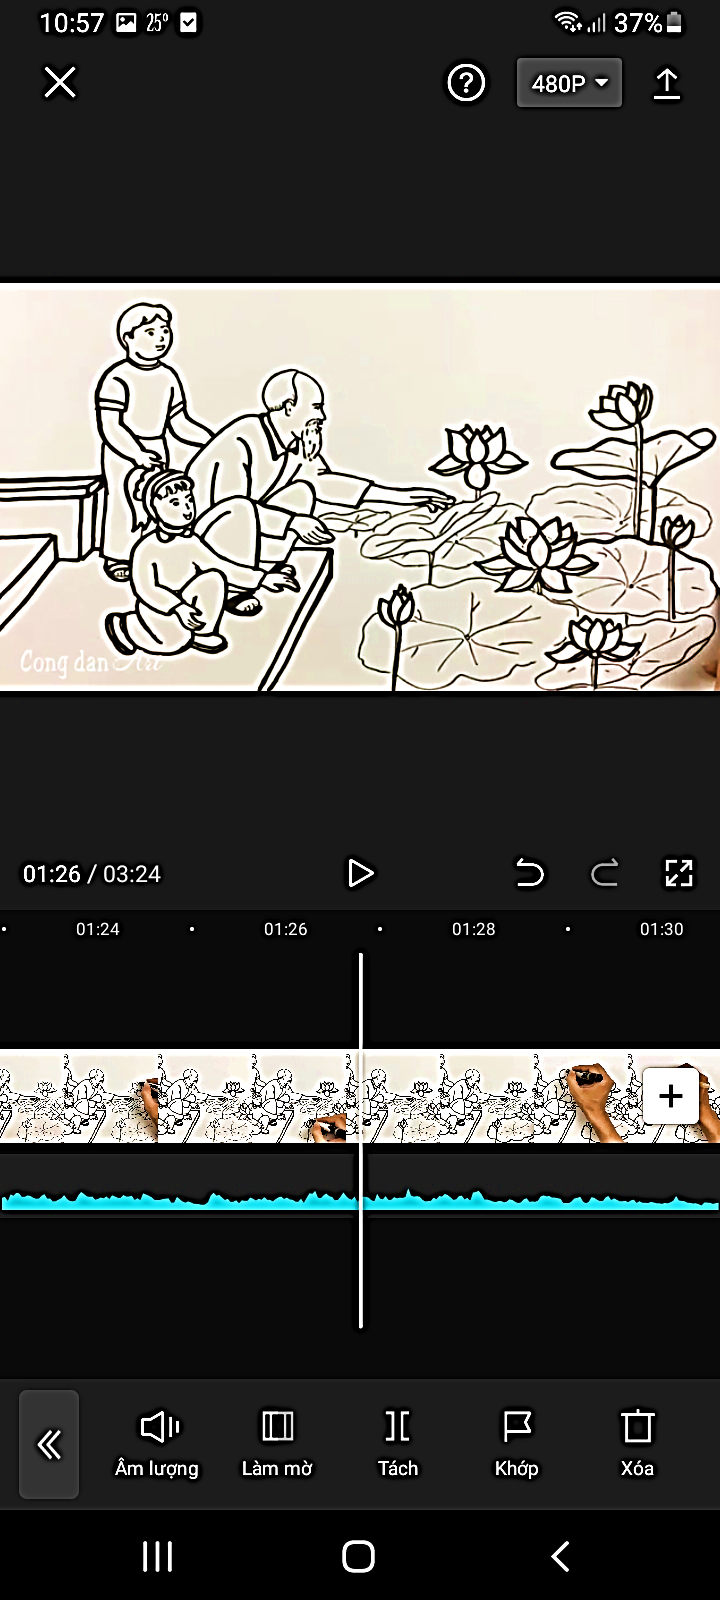 10:57 25° 37%
480P
Cong dan Art
01:26 / 03:24
01:24 01:26 01:28 01:30
Âm lượng Làm mờ Tách Khớp Xóa